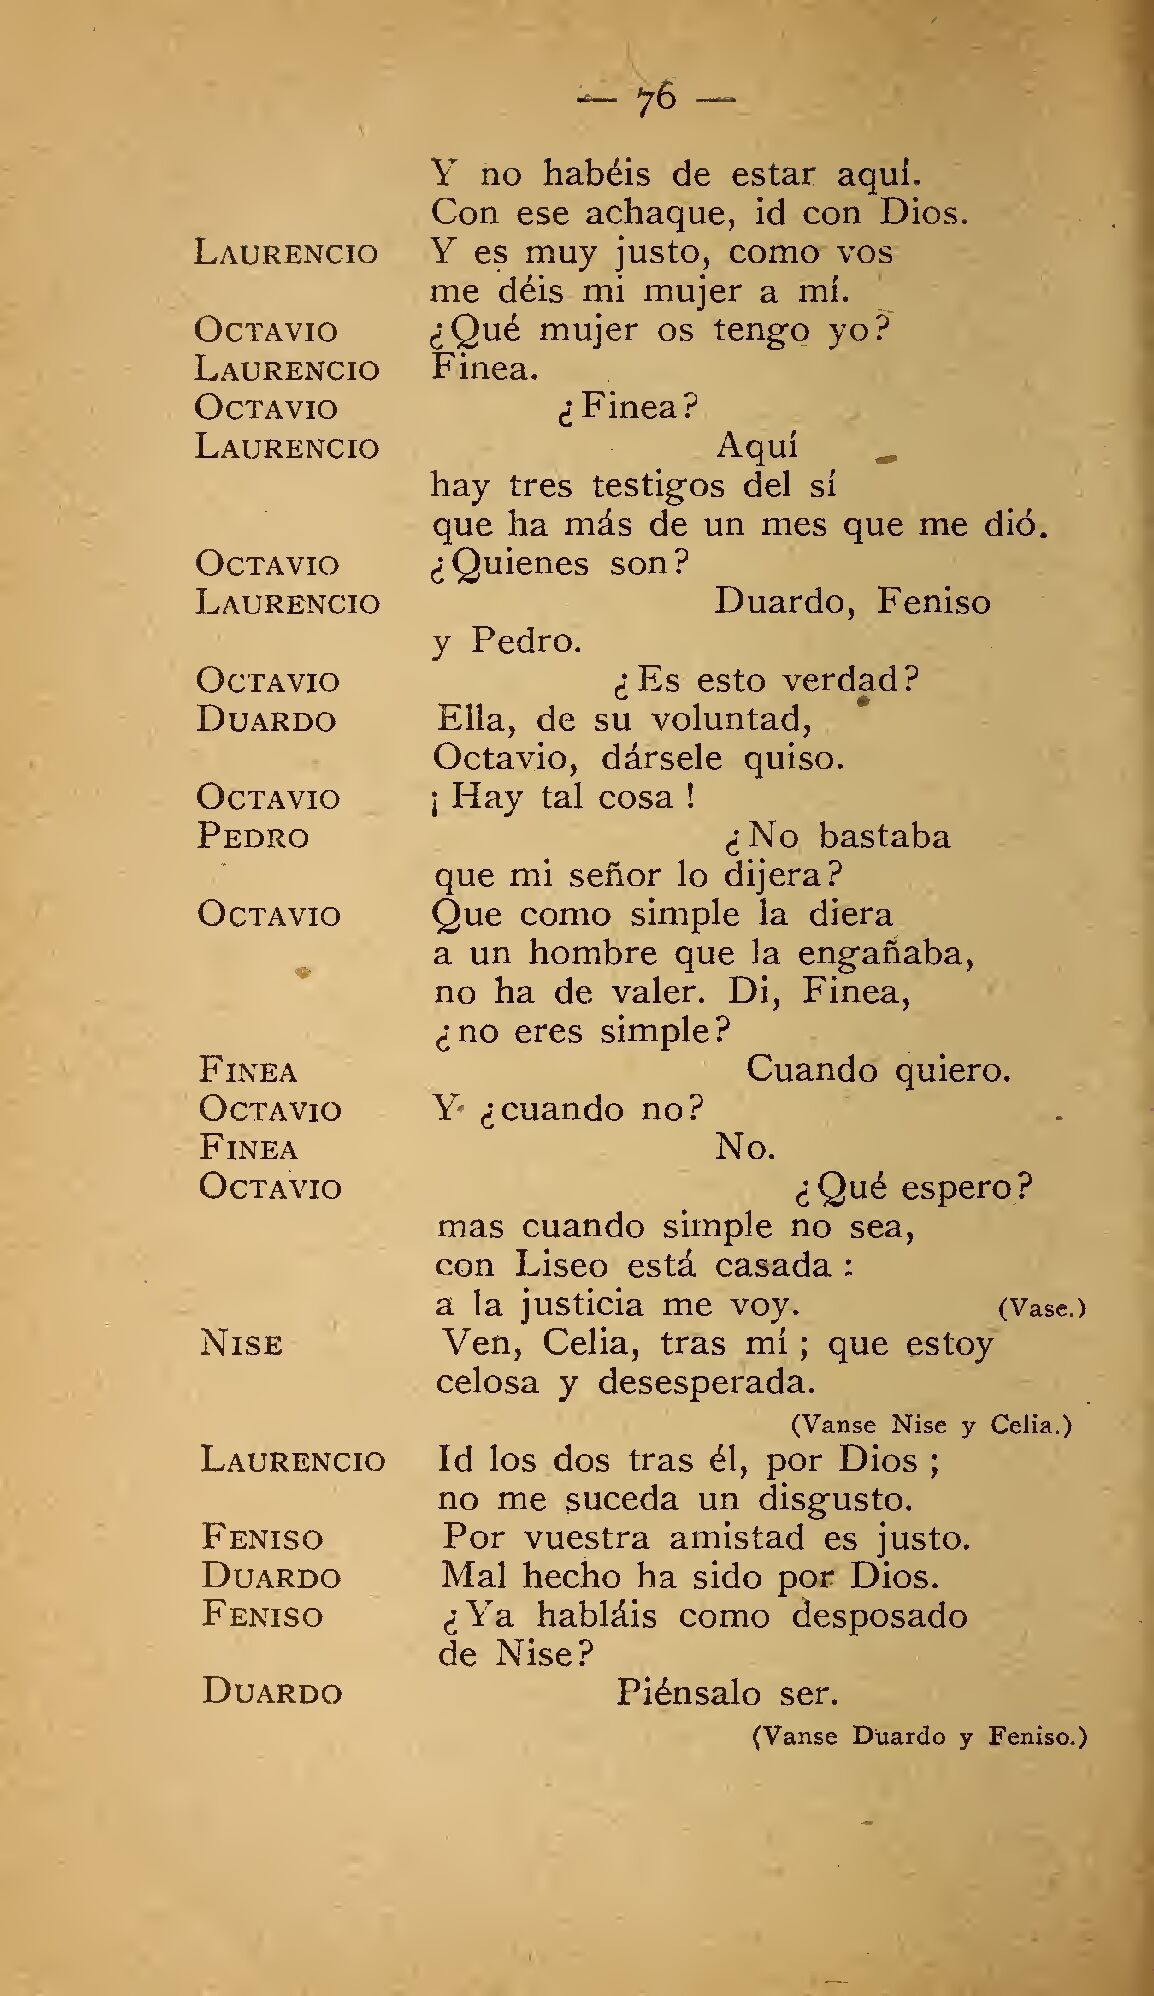 — 76 —
Y no habéis de estar aquí.
Con ese achaque, id con Dios.
LAURENCIO Y es muy justo, como vos
me déis mi mujer a mí.
OCTAVIO ¿Qué mujer os tengo yo?
LAURENCIO Finea.
OCTAVIO ¿Finea?
LAURENCIO Aquí
hay tres testigos del sí
que ha más de un mes que me dió.
OCTAVIO ¿Quienes son?
LAURENCIO Duardo, Feniso
y Pedro.
OCTAVIO ¿Es esto verdad?
DUARDO Ella, de su voluntad,
Octavio, dársele quiso.
OCTAVIO ¡Hay tal cosa!
PEDRO ¿No bastaba
que mi señor lo dijera?
OCTAVIO Que como simple la diera
a un hombre que la engañaba,
no ha de valer. Di, Finea,
¿no eres simple?
FINEA Cuando quiero.
OCTAVIO Y ¿cuando no?
FINEA No.
OCTAVIO ¿Qué espero?
mas cuando simple no sea,
con Liseo está casada:
a la justicia me voy. (Vase.)
NISE Ven, Celia, tras mí; que estoy
celosa y desesperada.
(Vanse Nise y Celia.)
LAURENCIO Id los dos tras él, por Dios;
no me suceda un disgusto.
FENISO Por vuestra amistad es justo.
DUARDO Mal hecho ha sido por Dios.
FENISO ¿Ya habláis como desposado
de Nise?
DUARDO Piénsalo ser.
(Vanse Duardo y Feniso.)